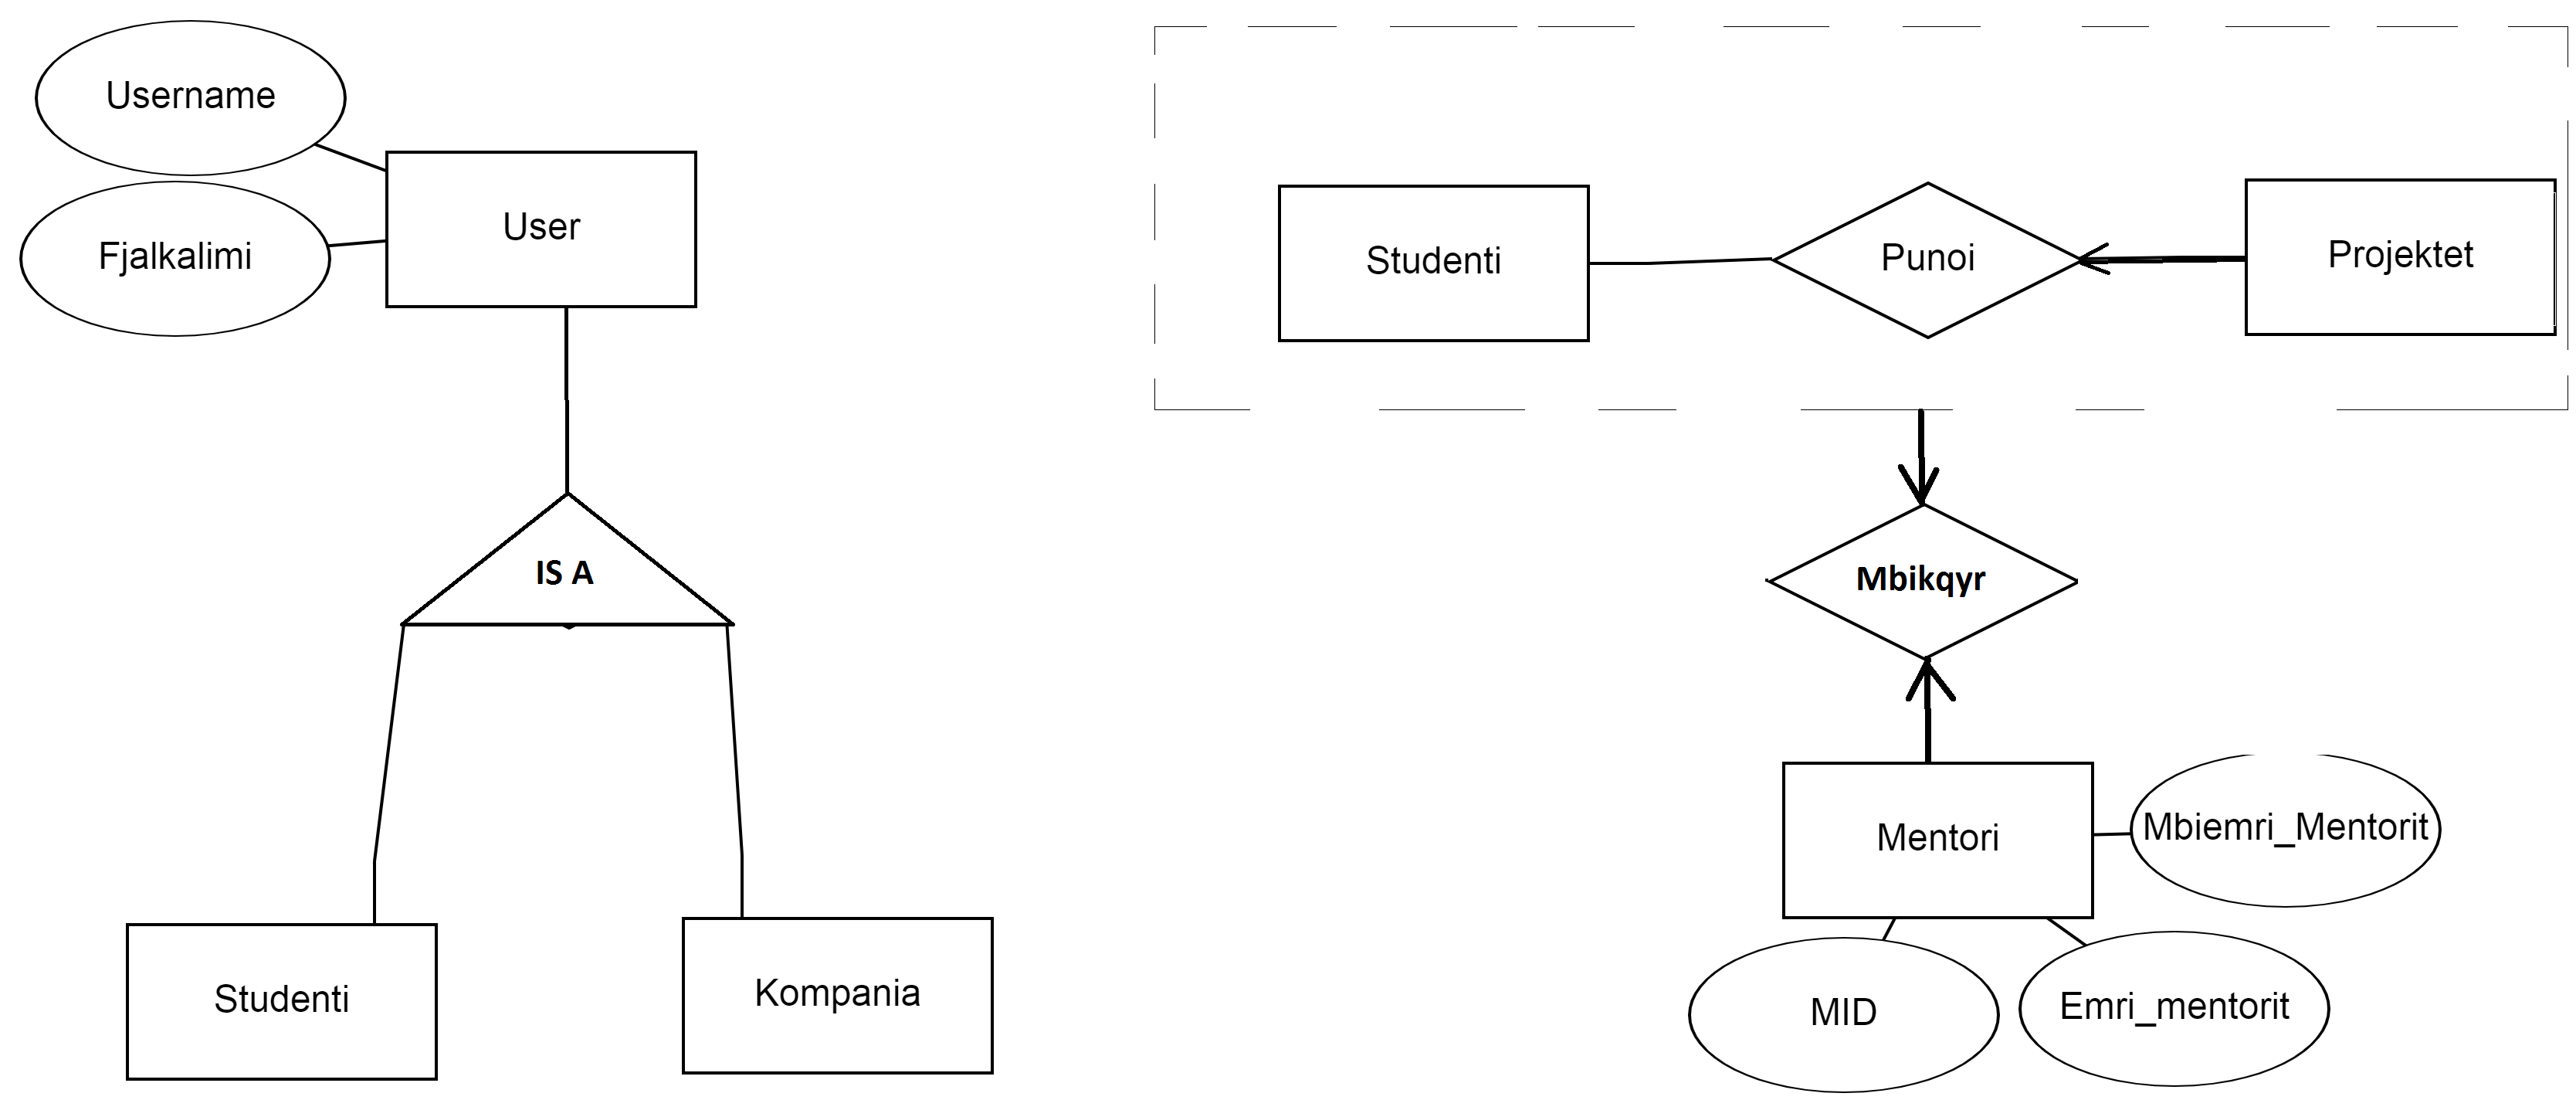 Username
Fjalkalimi
User
IS A
Studenti
Kompania
Studenti
Punoi
Projektet
Mbikqyr
Mentori
Mbiemri_Mentorit
MID
Emri_mentorit